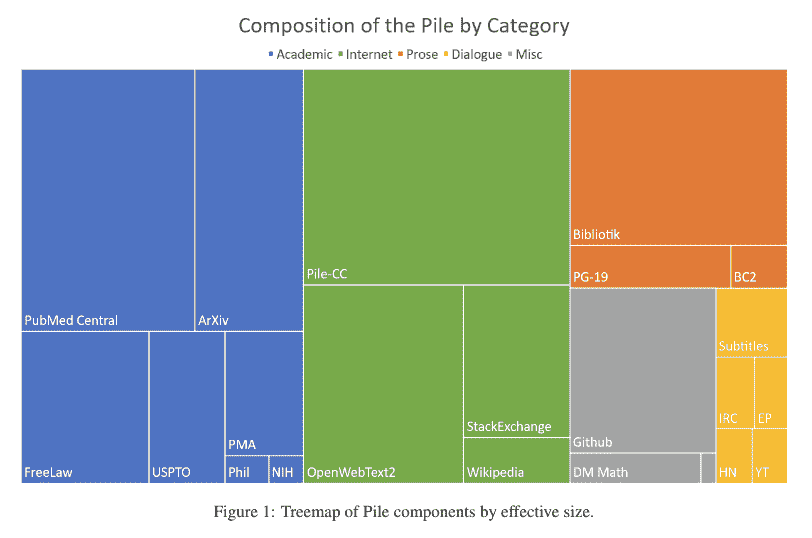 Composition of the Pile by Category
Academic Internet Prose Dialogue Misc
PubMed Central
ArXiv
Pile-CC
Bibliotik
PG-19
BC2
FreeLaw
USPTO
PMA
Phil
NIH
OpenWebText2
StackExchange
Wikipedia
Github
DM Math
Subtitles
IRC
EP
HN
YT
Figure 1: Treemap of Pile components by effective size.